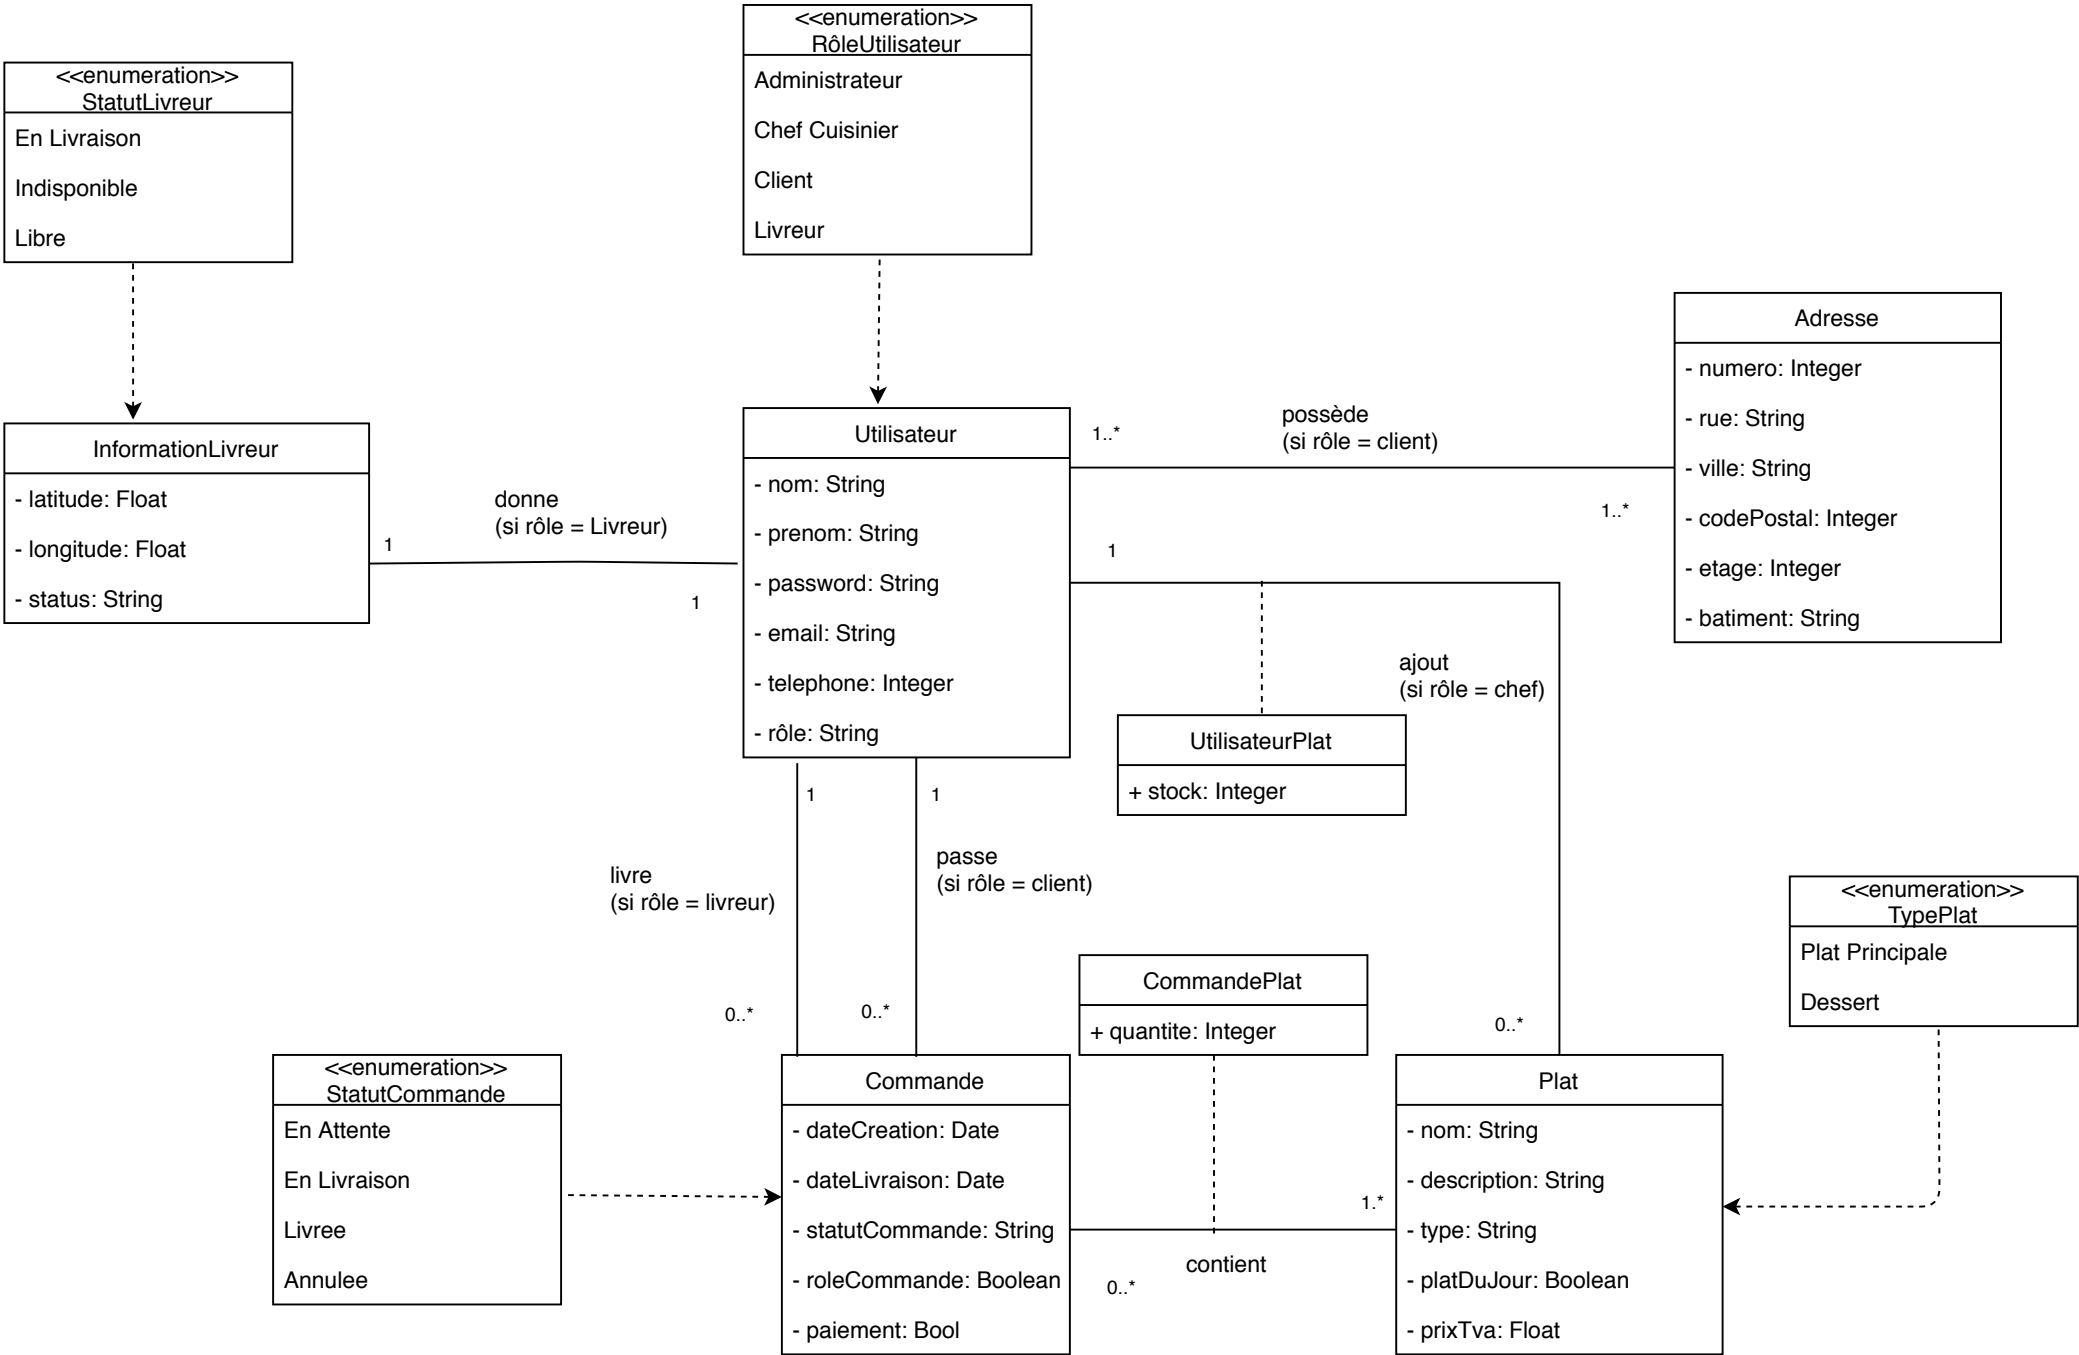 <<enumeration>>
RôleUtilisateur
Administrateur
Chef Cuisinier
Client
Livreur
<<enumeration>>
StatutLivreur
En Livraison
Indisponible
Libre
Adresse
- numero: Integer
- rue: String
- ville: String
- codePostal: Integer
- etage: Integer
- batiment: String
InformationLivreur
- latitude: Float
- longitude: Float
- status: String
donne
(si rôle = Livreur)
1
1
Utilisateur
- nom: String
- prenom: String
- password: String
- email: String
- telephone: Integer
- rôle: String
1..*
possède
(si rôle = client)
1..*
1
ajout
(si rôle = chef)
0..*
UtilisateurPlat
+ stock: Integer
1
livre
(si rôle = livreur)
0..*
1
passe
(si rôle = client)
0..*
<<enumeration>>
TypePlat
Plat Principale
Dessert
CommandePlat
+ quantite: Integer
<<enumeration>>
StatutCommande
En Attente
En Livraison
Livree
Annulee
Commande
- dateCreation: Date
- dateLivraison: Date
- statutCommande: String
- roleCommande: Boolean
- paiement: Bool
1.*
contient
0..*
Plat
- nom: String
- description: String
- type: String
- platDuJour: Boolean
- prixTva: Float